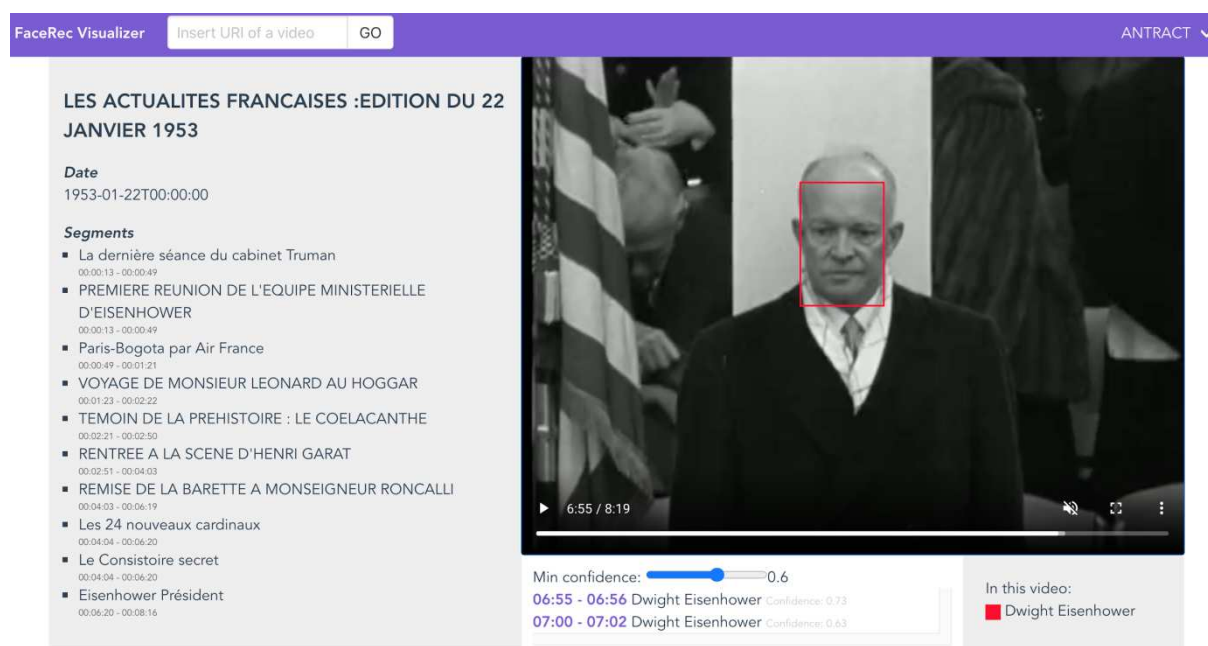 FaceRec Visualizer
Insert URI of a video
GO
ANTRACT
LES ACTUALITES FRANCAISES :EDITION DU 22
JANVIER 1953
Date
1953-01-22T00:00:00
Segments
La dernière séance du cabinet Truman
00:00:13 - 00:00:49
PREMIERE REUNION DE L'EQUIPE MINISTERIELLE
D'EISENHOWER
00:00:13 - 00:00:49
Paris-Bogota par Air France
00:00:49 - 00:01:21
VOYAGE DE MONSIEUR LEONARD AU HOGGAR
00:01:23 - 00:02:22
TEMOIN DE LA PREHISTOIRE : LE COELACANTHE
00:02:21 - 00:02:50
RENTREE A LA SCENE D'HENRI GARAT
00:02:51 - 00:04:03
REMISE DE LA BARETTE A MONSEIGNEUR RONCALLI
00:04:03 - 00:06:19
Les 24 nouveaux cardinaux
00:04:04 - 00:06:20
Le Consistoire secret
00:04:04 - 00:06:20
Eisenhower Président
00:06:20 - 00:08:16
6:55 / 8:19
Min confidence: 0.6
06:55 - 06:56 Dwight Eisenhower Confidence: 0.73
07:00 - 07:02 Dwight Eisenhower Confidence: 0.63
In this video:
Dwight Eisenhower